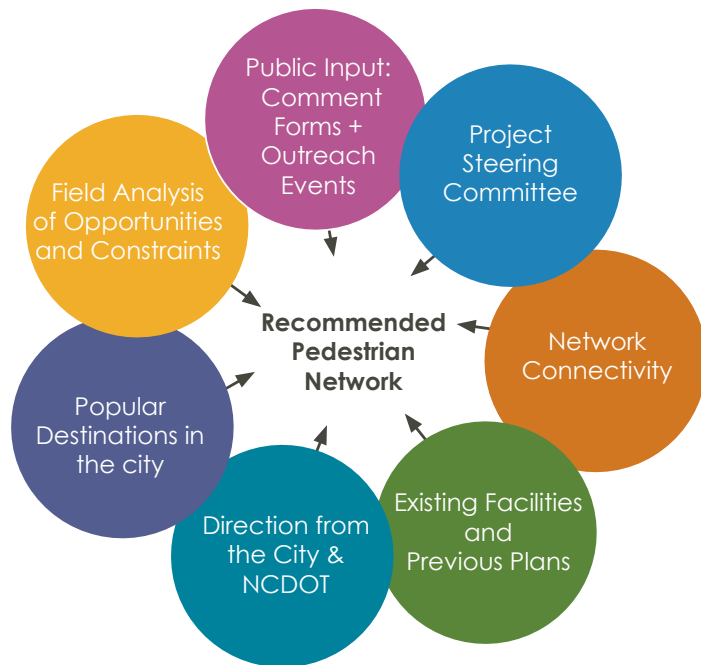 Public Input:
Comment
Forms +
Outreach
Events
Project
Steering
Committee
Network
Connectivity
Existing Facilities
and
Previous Plans
Direction from
the City &
NCDOT
Popular
Destinations in
the city
Field Analysis
of Opportunities
and Constraints
Recommended
Pedestrian
Network